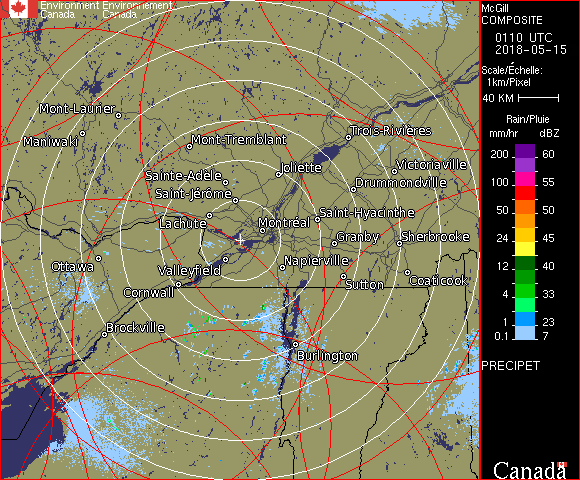 Environment Environnement
Canada Canada
McGill
COMPOSITE
0110 UTC
2018-05-15
Scale/Échelle:
1km/Pixel
40 KM
Rain/Pluie
mm/hr dBZ
200 60
100 55
50 50
24 45
12 40
4 33
1 23
0.1 7
PRECIPET
Canada
Mont-Laurier
Maniwaki
Mont-Tremblant
Trois-Rivières
Joliette
Victoriaville
Sainte-Adèle
Drummondville
Saint-Jérôme
Saint-Hyacinthe
Lachute
Montréal
Granby
Sherbrooke
Ottawa
Valleyfield
Napierville
Cornwall
Sutton
Coaticook
Brockville
Burlington